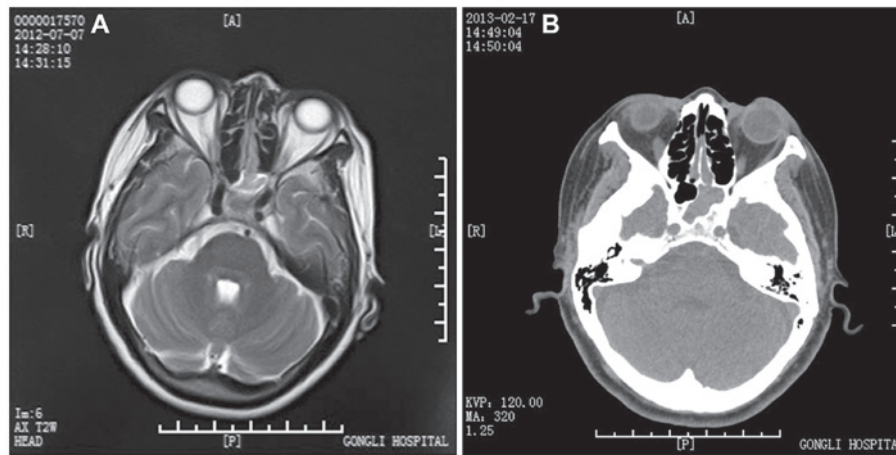 0000017570
2012-07-07
14:28:10
14:31:15
A
[A]
[R]
[L
Im:6
AX T2W
HEAD
[P]
GONGLI HOSPITAL
2013-02-17
14:49:04
14:50:04
B
[A]
[R]
[L
KVP: 120.00
MA: 320
1.25
[P]
GONGLI HOSPITA